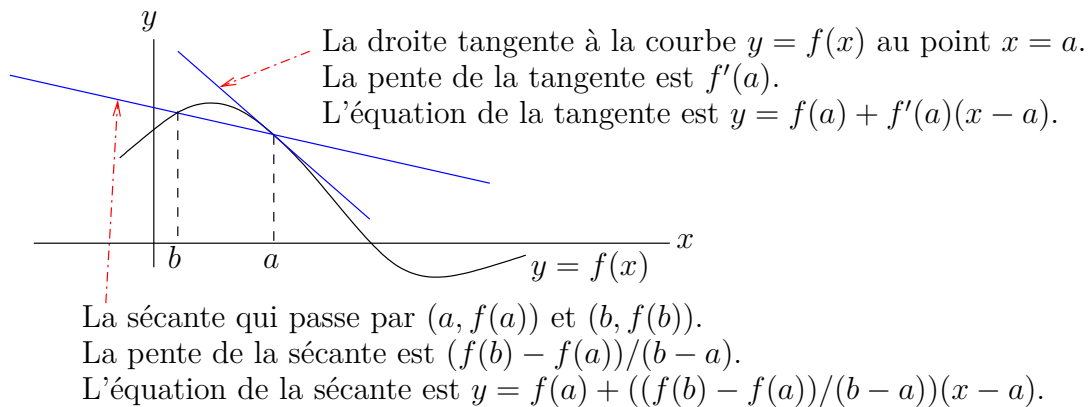 y
La droite tangente à la courbe y = f(x) au point x = a.
La pente de la tangente est f′(a).
L'équation de la tangente est y = f(a) + f′(a)(x − a).
x
b
a
y = f(x)
La sécante qui passe par (a, f(a)) et (b, f(b)).
La pente de la sécante est (f(b) − f(a))/(b − a).
L'équation de la sécante est y = f(a) + ((f(b) − f(a))/(b − a))(x − a).